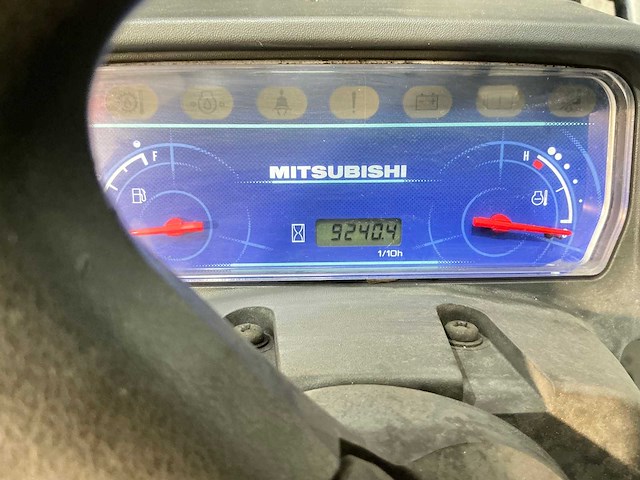 F
H
MITSUBISHI
9240.4
1/10h